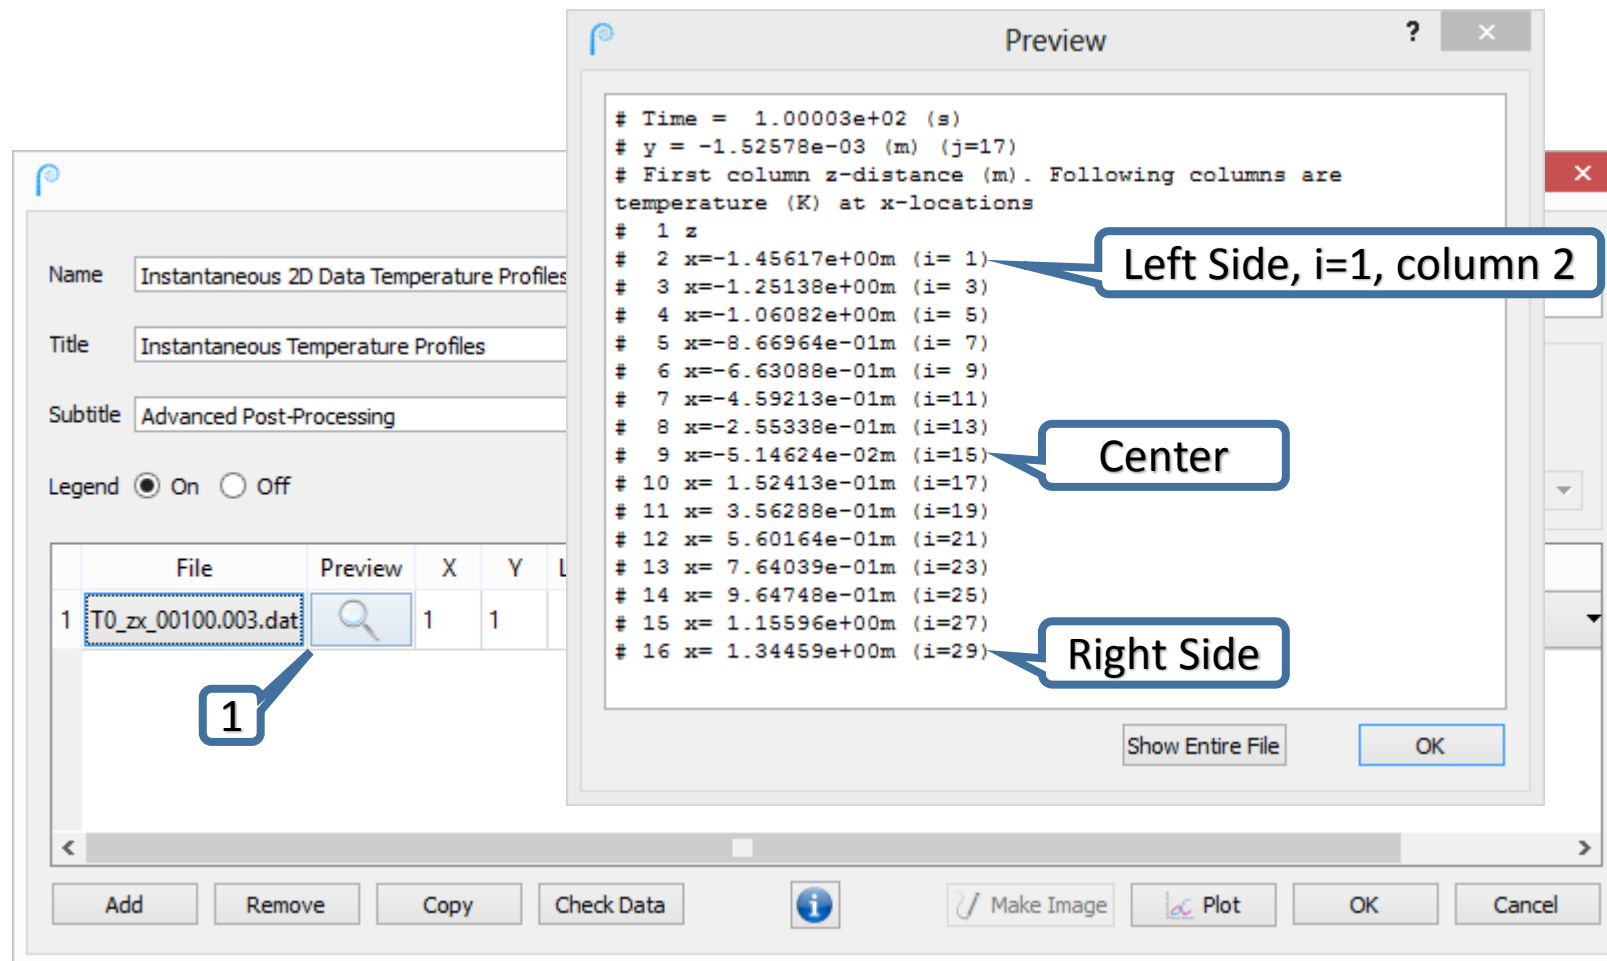 Preview
?
# Time =  1.00003e+02 (s)
# y = -1.52578e-03 (m) (j=17)
# First column z-distance (m). Following columns are
temperature (K) at x-locations
#  1 z
#  2 x=-1.45617e+00m (i= 1)
#  3 x=-1.25138e+00m (i= 3)
#  4 x=-1.06082e+00m (i= 5)
#  5 x=-8.66964e-01m (i= 7)
#  6 x=-6.63088e-01m (i= 9)
#  7 x=-4.59213e-01m (i=11)
#  8 x=-2.55338e-01m (i=13)
#  9 x=-5.14624e-02m (i=15)
# 10 x= 1.52413e-01m (i=17)
# 11 x= 3.56288e-01m (i=19)
# 12 x= 5.60164e-01m (i=21)
# 13 x= 7.64039e-01m (i=23)
# 14 x= 9.64748e-01m (i=25)
# 15 x= 1.15596e+00m (i=27)
# 16 x= 1.34459e+00m (i=29)
Left Side, i=1, column 2
Center
Right Side
Show Entire File
OK
Name Instantaneous 2D Data Temperature Profiles
Title Instantaneous Temperature Profiles
Subtitle Advanced Post-Processing
Legend On Off
File Preview X Y L
1 T0_zx_00100.003.dat 1 1
1
Add Remove Copy Check Data Make Image Plot OK Cancel